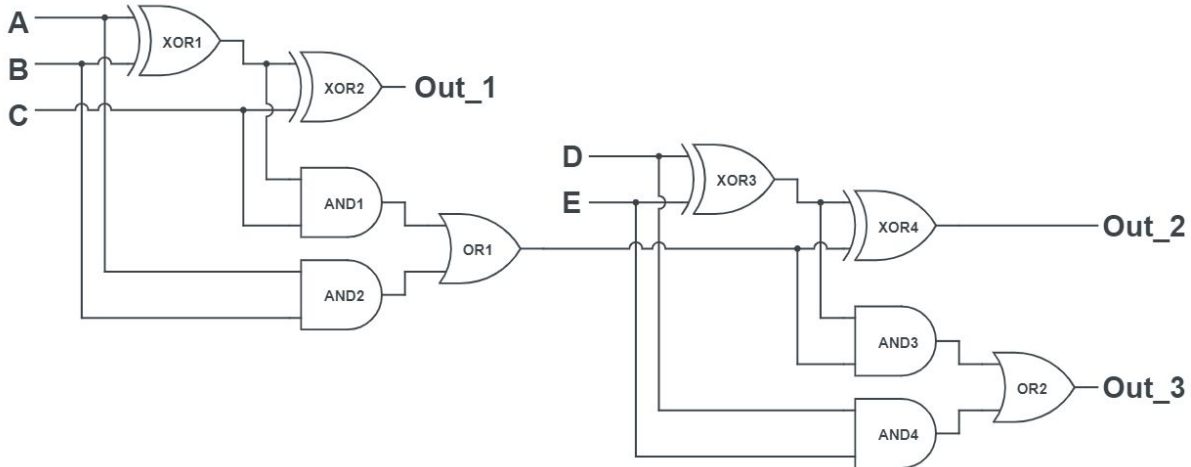 A
B
C
XOR1
XOR2
Out_1
AND1
AND2
OR1
D
E
XOR3
XOR4
Out_2
AND3
AND4
OR2
Out_3